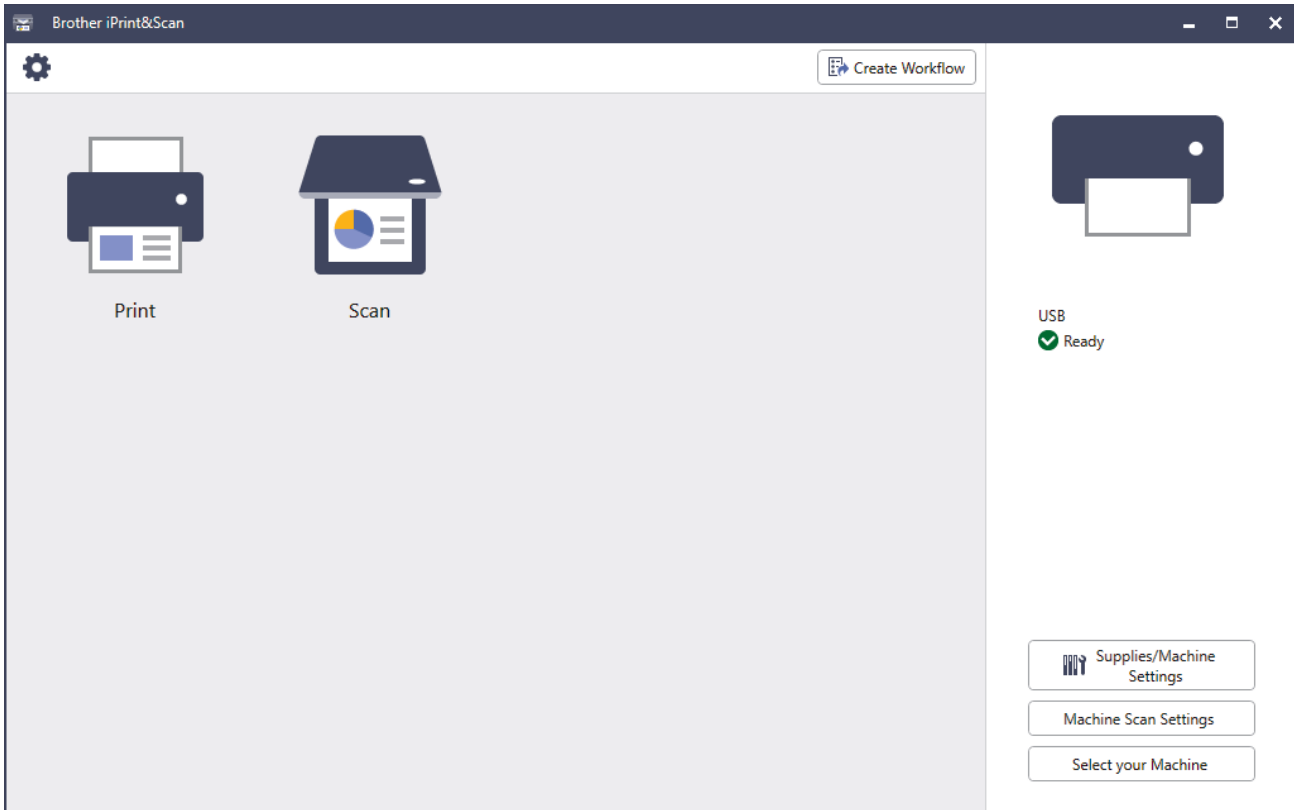 Brother iPrint&Scan
Create Workflow
Print
Scan
USB
Ready
Supplies/Machine
Settings
Machine Scan Settings
Select your Machine